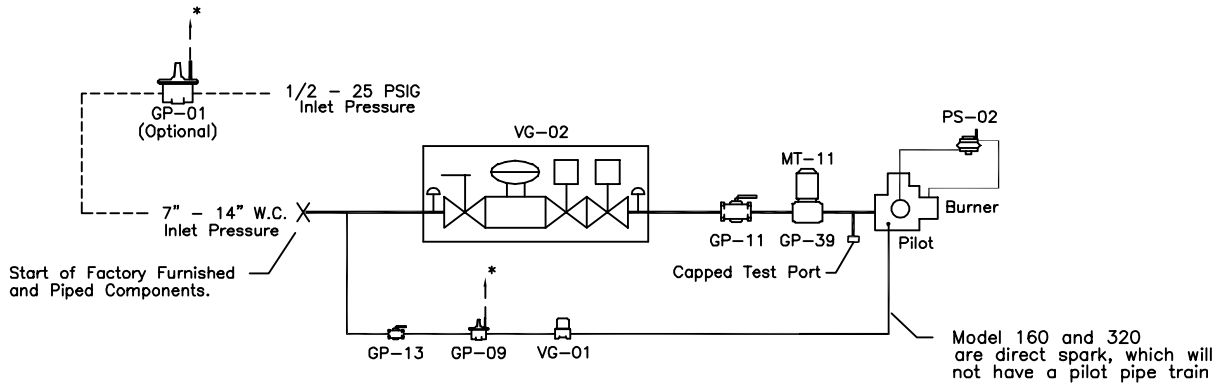 *
1/2 - 25 PSIG
Inlet Pressure
GP-01
(Optional)
VG-02
PS-02
MT-11
7" - 14" W.C.
Inlet Pressure
Burner
GP-11
GP-39
Pilot
Start of Factory Furnished
and Piped Components.
Capped Test Port
*
GP-13
GP-09
VG-01
Model 160 and 320
are direct spark, which will
not have a pilot pipe train